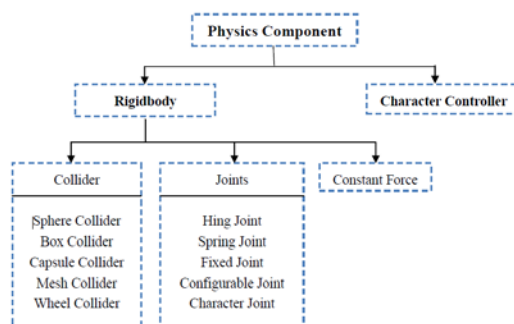 Physics Component
Rigidbody
Character Controller
Collider
Sphere Collider
Box Collider
Capsule Collider
Mesh Collider
Wheel Collider
Joints
Hing Joint
Spring Joint
Fixed Joint
Configurable Joint
Character Joint
Constant Force